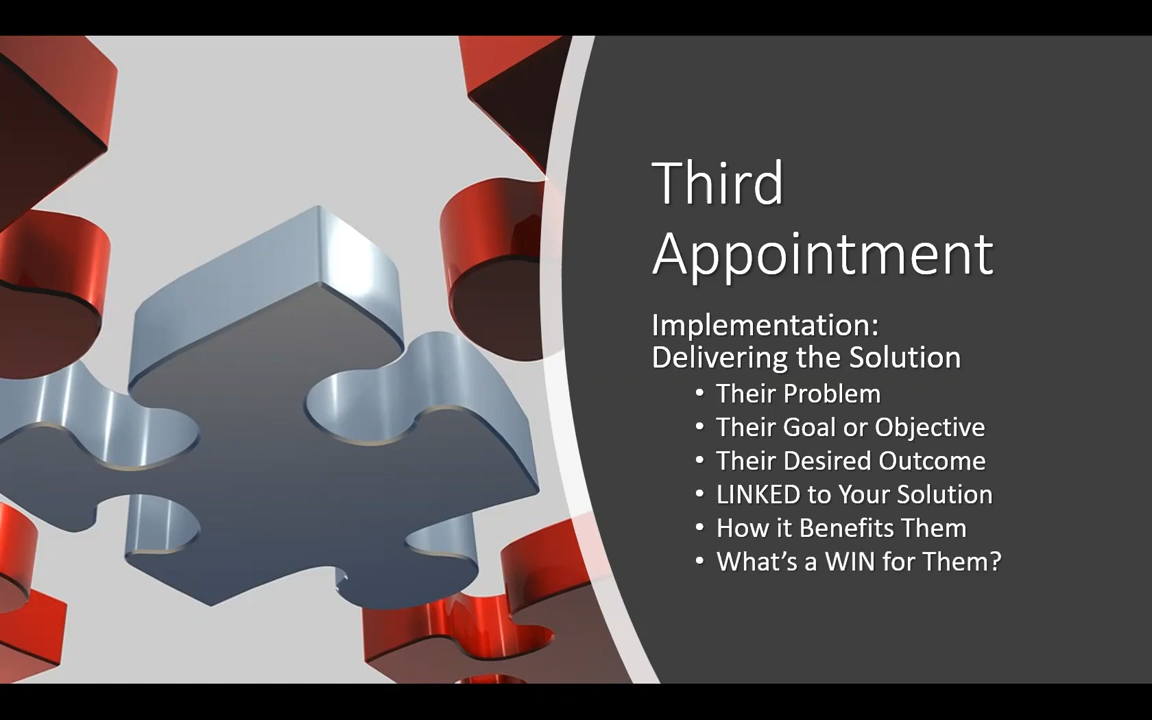 Third
Appointment
Implementation:
Delivering the Solution
• Their Problem
• Their Goal or Objective
• Their Desired Outcome
• LINKED to Your Solution
• How it Benefits Them
• What’s a WIN for Them?